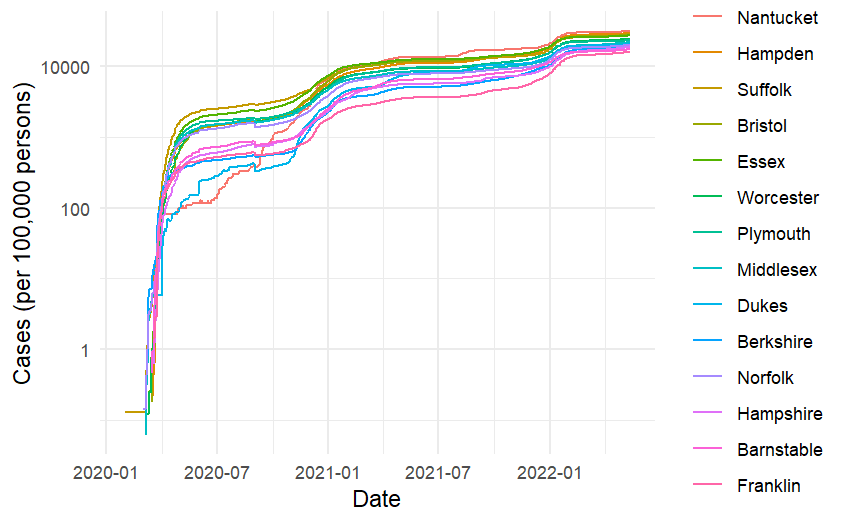 Cases (per 100,000 persons)
10000
100
1
2020-01
2020-07
2021-01
2021-07
2022-01
Date
Nantucket
Hampden
Suffolk
Bristol
Essex
Worcester
Plymouth
Middlesex
Dukes
Berkshire
Norfolk
Hampshire
Barnstable
Franklin